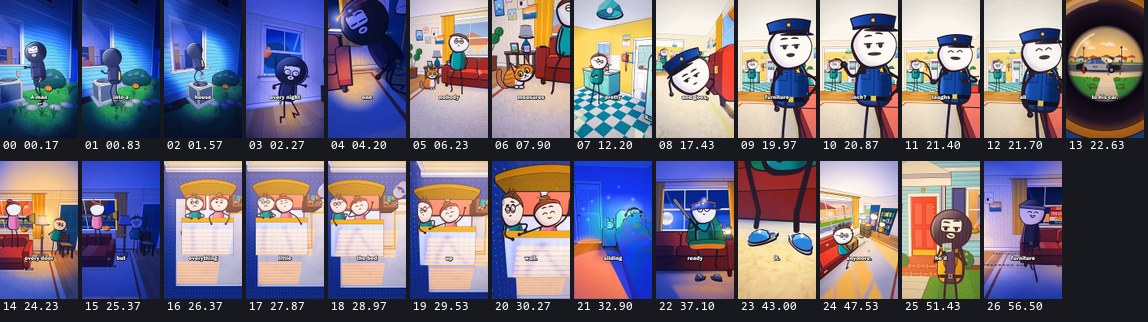 A man
into a
house
every night
one
nobody
measures
pretty
and goes,
furniture
inch?
laughs
to his car.
00 00.17
01 00.83
02 01.57
03 02.27
04 04.20
05 06.23
06 07.90
07 12.20
08 17.43
09 19.97
10 20.87
11 21.40
12 21.70
13 22.63
every door
but
everything
little
the bed
up
wall.
sliding
ready
it.
anymore.
he'd
furniture
14 24.23
15 25.37
16 26.37
17 27.87
18 28.97
19 29.53
20 30.27
21 32.90
22 37.10
23 43.00
24 47.53
25 51.43
26 56.50